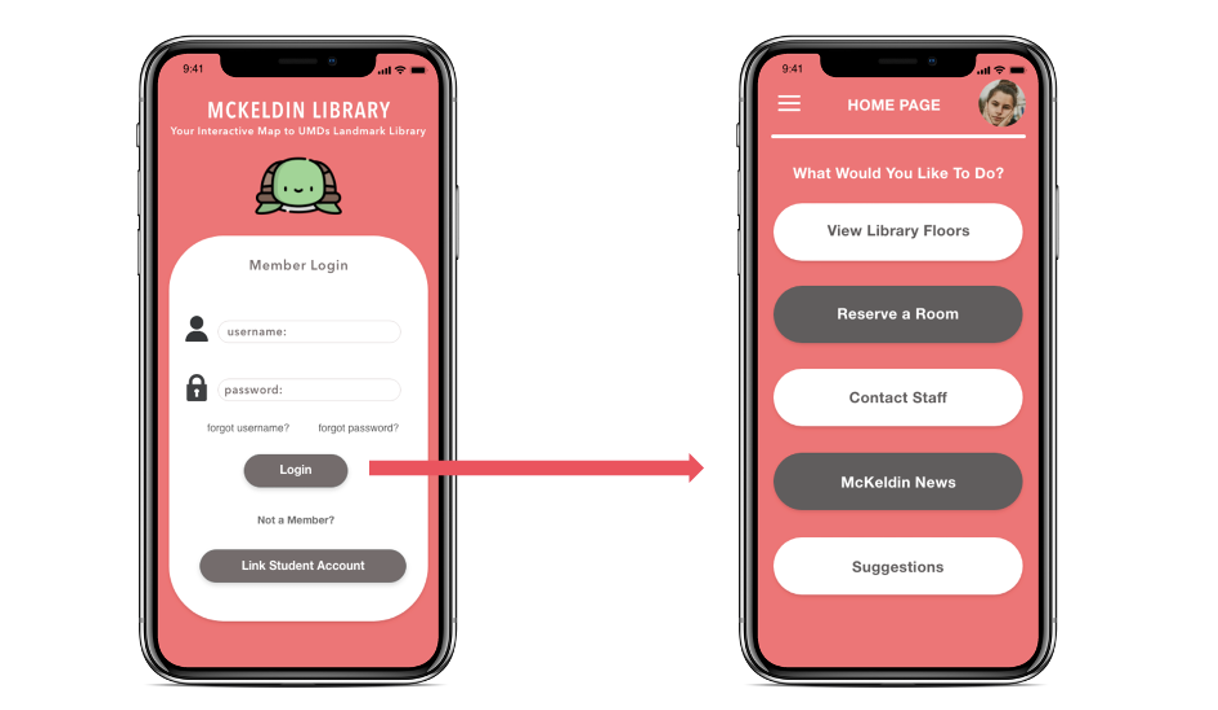 9:41
MCKELDIN LIBRARY
Your Interactive Map to UMDs Landmark Library
Member Login
username:
password:
forgot username? forgot password?
Login
Not a Member?
Link Student Account
9:41
HOME PAGE
What Would You Like To Do?
View Library Floors
Reserve a Room
Contact Staff
McKeldin News
Suggestions